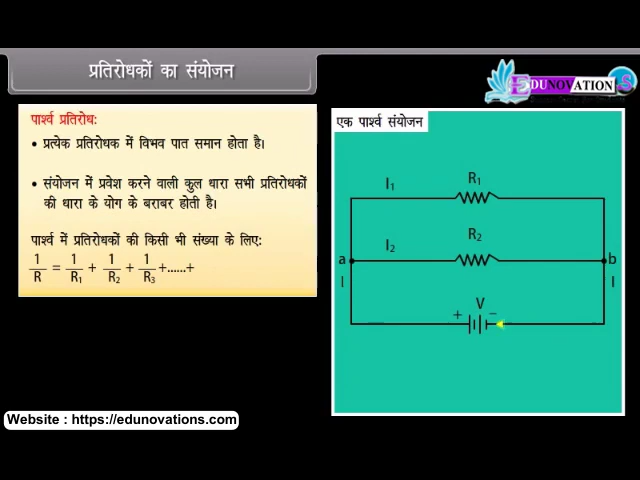 प्रतिरोधकों का संयोजन
EDUNOVATIONS
पार्श्व प्रतिरोध:
• प्रत्येक प्रतिरोधक में विभव पात समान होता है।
• संयोजन में प्रवेश करने वाली कुल धारा सभी प्रतिरोधकों
की धारा के योग के बराबर होती है।
पार्श्व में प्रतिरोधकों की किसी भी संख्या के लिए:
1/R = 1/R₁ + 1/R₂ + 1/R₃ +......+
एक पार्श्व संयोजन
I₁ R₁
I₂ R₂
a b
I I
V
+ −
Website : https://edunovations.com